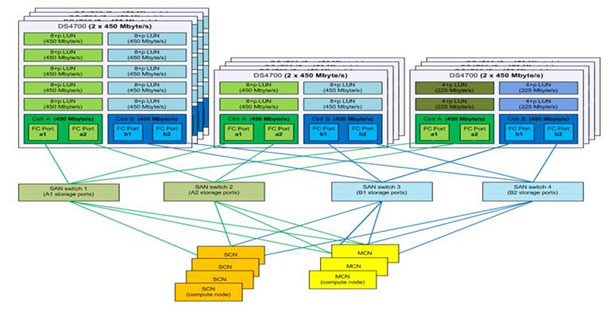 DS4700 (2 x 450 Mbyte/s)
8+p LUN 8+p LUN
(450 Mbyte/s) (450 Mbyte/s)
8+p LUN 8+p LUN
(450 Mbyte/s) (450 Mbyte/s)
8+p LUN 8+p LUN
(450 Mbyte/s) (450 Mbyte/s)
8+p LUN 8+p LUN
(450 Mbyte/s) (450 Mbyte/s)
8+p LUN 8+p LUN
(450 Mbyte/s) (450 Mbyte/s)
Ctrlr A (450 Mbyte/s) Ctrlr B (450 Mbyte/s)
FC Port FC Port FC Port FC Port
a1 a2 b1 b2
DS4700 (2 x 450 Mbyte/s)
8+p LUN 8+p LUN
(450 Mbyte/s) (450 Mbyte/s)
8+p LUN 8+p LUN
(450 Mbyte/s) (450 Mbyte/s)
Ctrlr A (450 Mbyte/s) Ctrlr B (450 Mbyte/s)
FC Port FC Port FC Port FC Port
a1 a2 b1 b2
DS4700 (2 x 450 Mbyte/s)
4+p LUN 4+p LUN
(225 Mbyte/s) (225 Mbyte/s)
4+p LUN 4+p LUN
(225 Mbyte/s) (225 Mbyte/s)
Ctrlr A (450 Mbyte/s) Ctrlr B (450 Mbyte/s)
FC Port FC Port FC Port FC Port
a1 a2 b1 b2
SAN switch 1
(A1 storage ports)
SAN switch 2
(A2 storage ports)
SAN switch 3
(B1 storage ports)
SAN switch 4
(B2 storage ports)
SCN
SCN
SCN
SCN
(compute node)
MCN
MCN
MCN
(compute node)